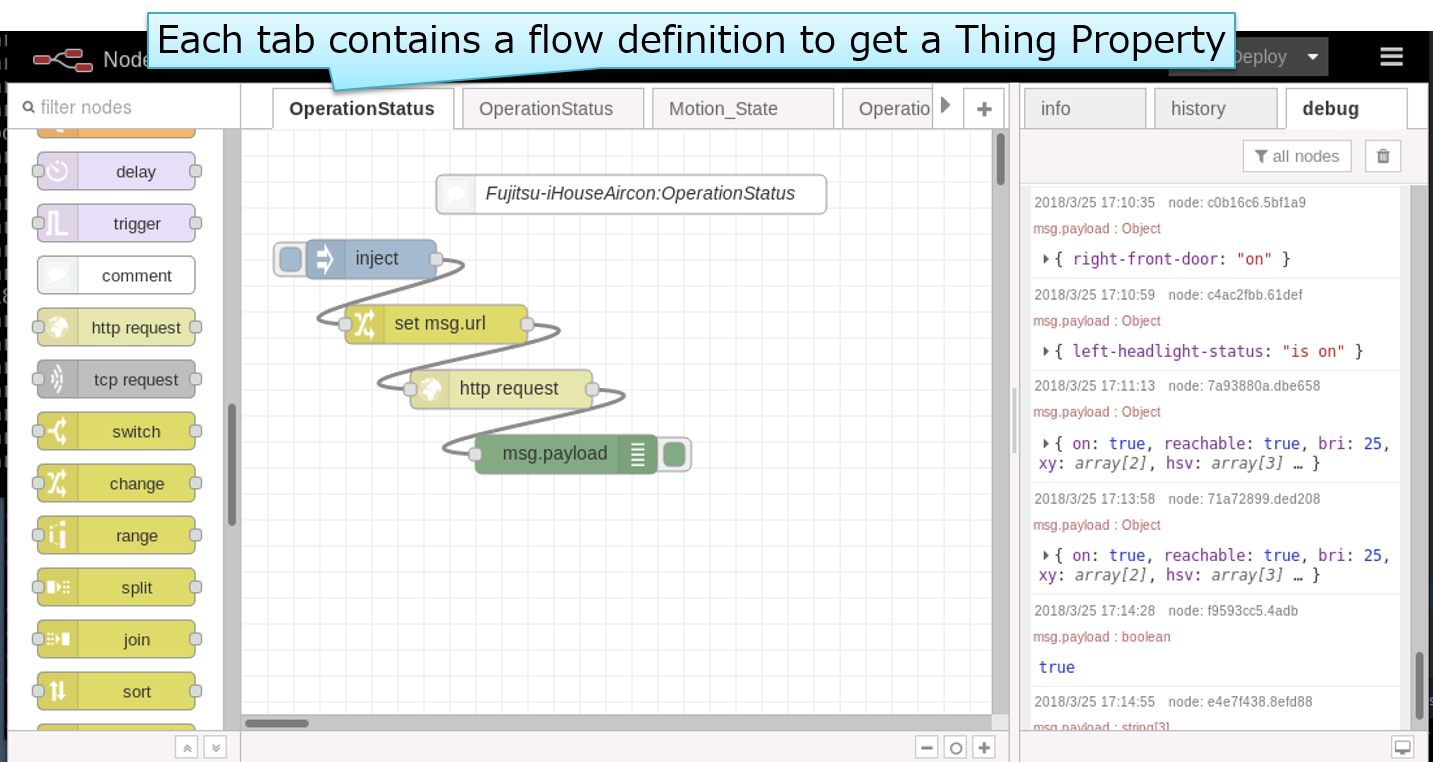 Each tab contains a flow definition to get a Thing Property
Node
Deploy
filter nodes
OperationStatus
OperationStatus
Motion_State
Operatio
info
history
debug
all nodes
delay
trigger
comment
http request
tcp request
switch
change
range
split
join
sort
Fujitsu-iHouseAircon:OperationStatus
inject
set msg.url
http request
msg.payload
2018/3/25 17:10:35 node: c0b16c6.5bf1a9
msg.payload : Object
{ right-front-door: "on" }
2018/3/25 17:10:59 node: c4ac2fbb.61def
msg.payload : Object
{ left-headlight-status: "is on" }
2018/3/25 17:11:13 node: 7a93880a.dbe658
msg.payload : Object
{ on: true, reachable: true, bri: 25,
xy: array[2], hsv: array[3] … }
2018/3/25 17:13:58 node: 71a72899.ded208
msg.payload : Object
{ on: true, reachable: true, bri: 25,
xy: array[2], hsv: array[3] … }
2018/3/25 17:14:28 node: f9593cc5.4adb
msg.payload : boolean
true
2018/3/25 17:14:55 node: e4e7f438.8efd88
msg.payload : string[3]